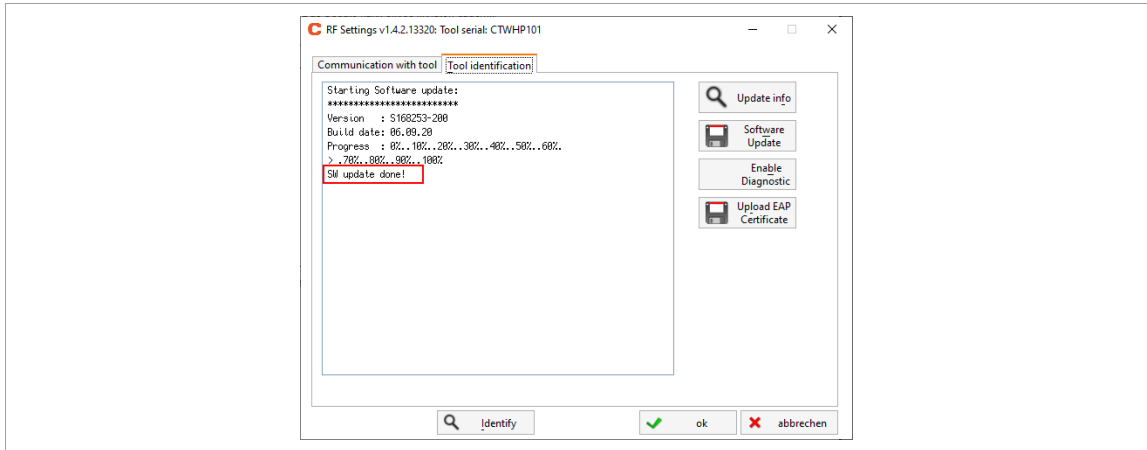 RF Settings v1.4.2.13320: Tool serial: CTWHP101
Communication with tool Tool identification
Starting Software update:
*************************
Version : S168253-200
Build date: 06.09.20
Progress : 0%..10%..20%..30%..40%..50%..60%.
> .70%..80%..90%..100%
SW update done!
Update info
Software
Update
Enable
Diagnostic
Upload EAP
Certificate
Identify
ok
abbrechen